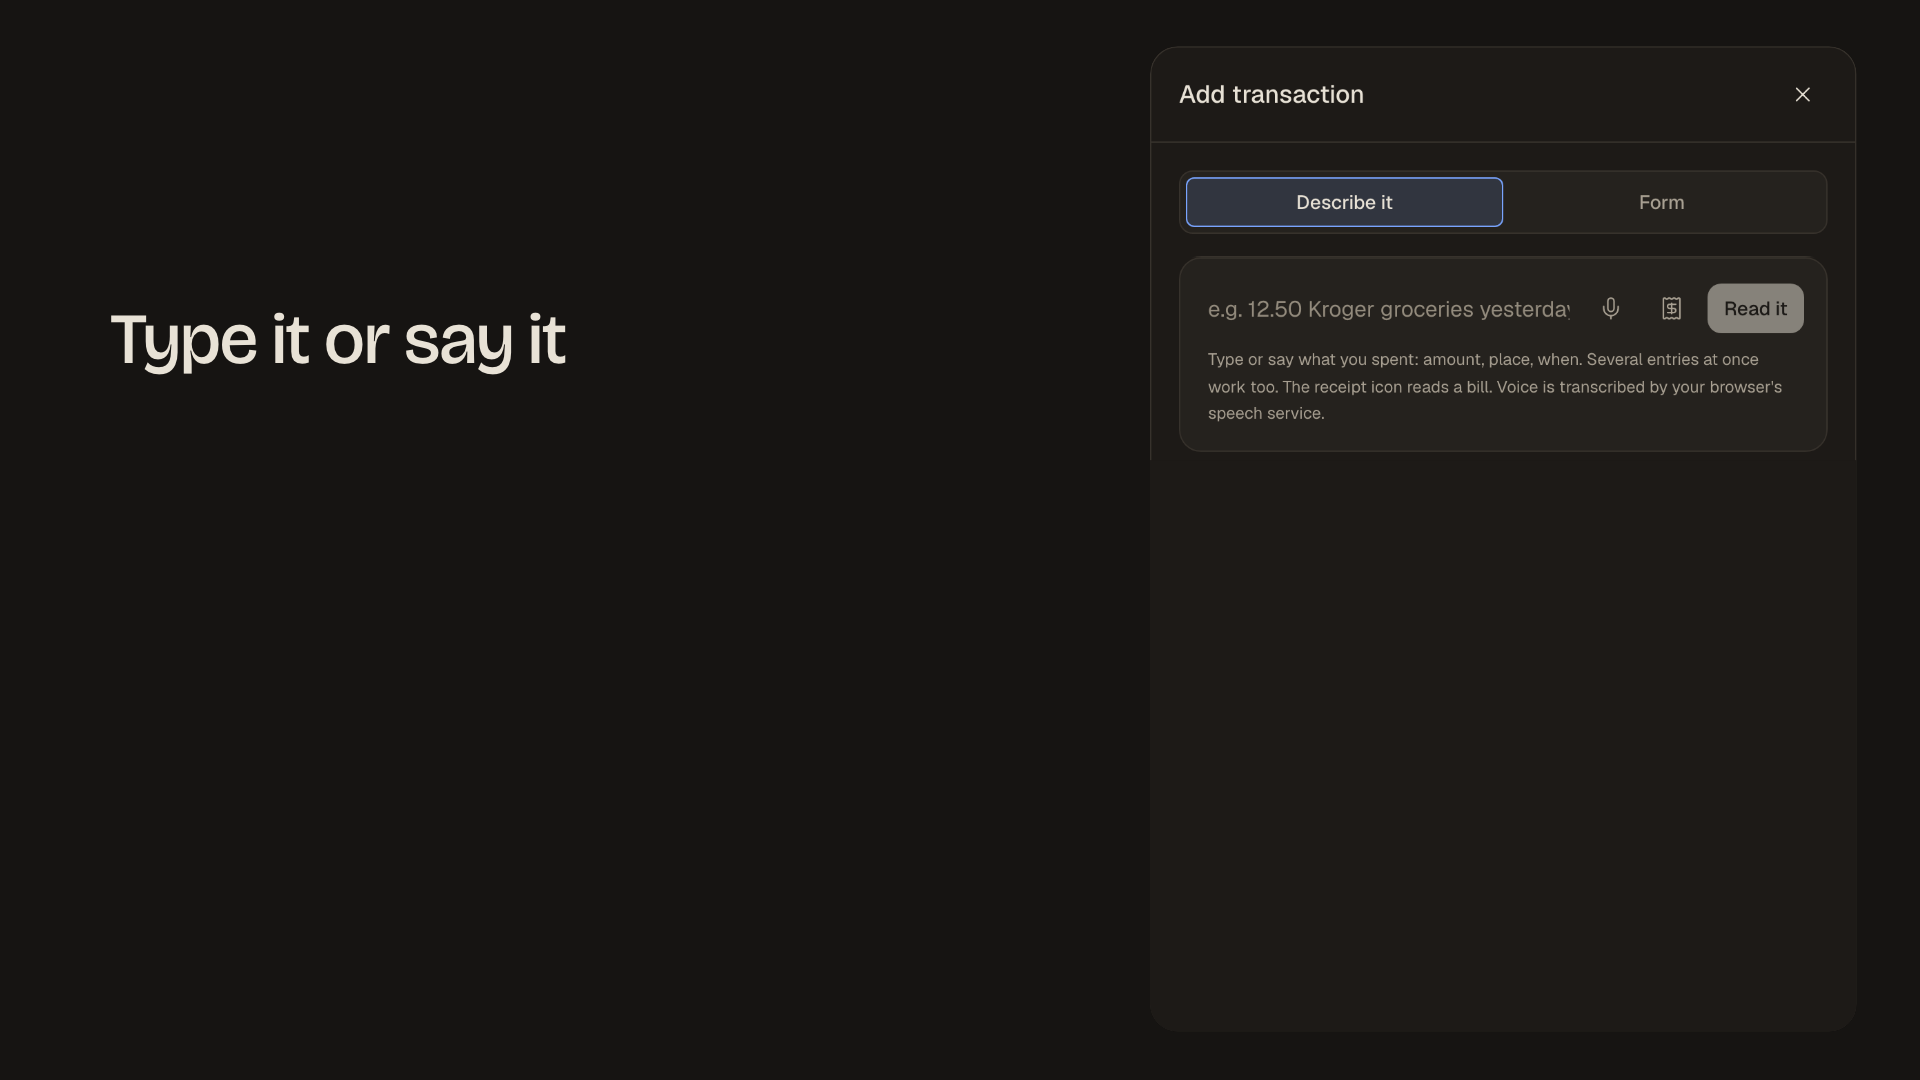 Type it or say it
Add transaction
Describe it
Form
e.g. 12.50 Kroger groceries yesterday
Read it
Type or say what you spent: amount, place, when. Several entries at once
work too. The receipt icon reads a bill. Voice is transcribed by your browser's
speech service.